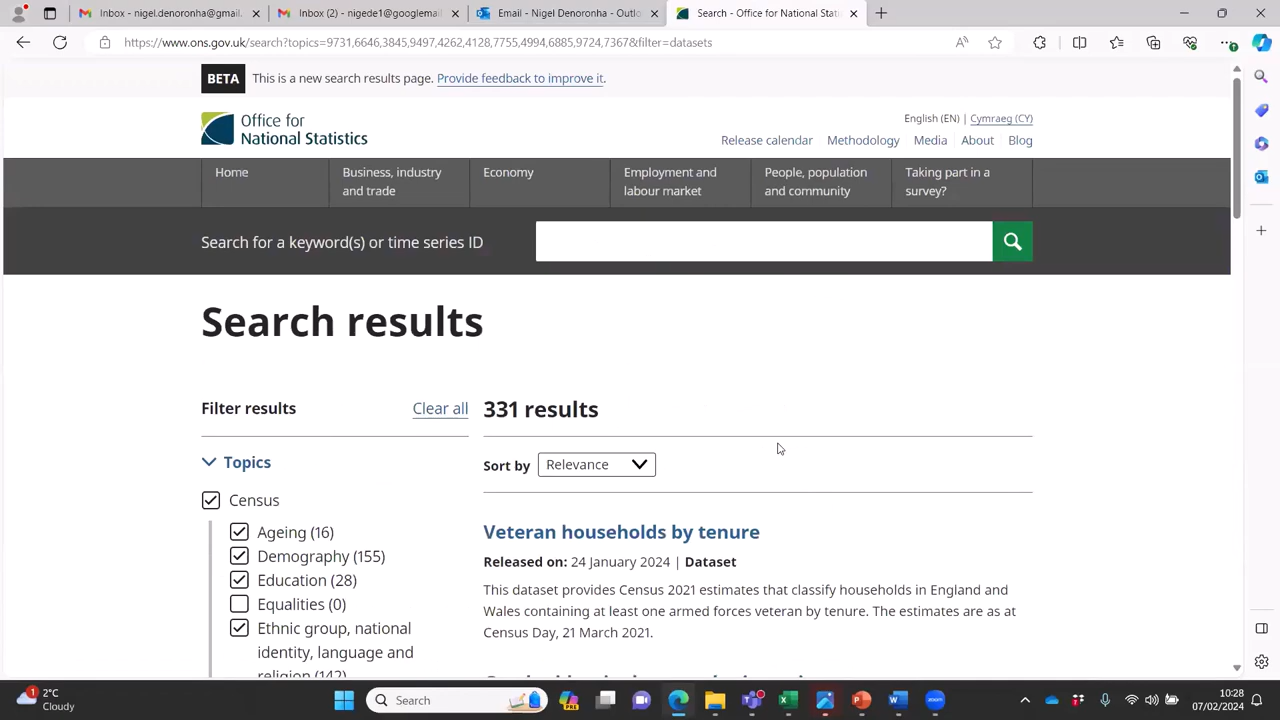 Inbox - nigel.denoronha@gmail.
Inbox (2) - inigede1@googlemail
Email - Nigel Denoronha - Outlo
Search - Office for National Stati
https://www.ons.gov.uk/search?topics=9731,6646,3845,9497,4262,4128,7755,4994,6885,9724,7367&filter=datasets
BETA This is a new search results page. Provide feedback to improve it.
Office for
National Statistics
English (EN) | Cymraeg (CY)
Release calendar Methodology Media About Blog
Home
Business, industry
and trade
Economy
Employment and
labour market
People, population
and community
Taking part in a
survey?
Search for a keyword(s) or time series ID
Search results
Filter results Clear all
Topics
Census
Ageing (16)
Demography (155)
Education (28)
Equalities (0)
Ethnic group, national
identity, language and
religion (142)
331 results
Sort by Relevance
Veteran households by tenure
Released on: 24 January 2024 | Dataset
This dataset provides Census 2021 estimates that classify households in England and
Wales containing at least one armed forces veteran by tenure. The estimates are as at
Census Day, 21 March 2021.
1
2°C
Cloudy
Search
10:28
07/02/2024